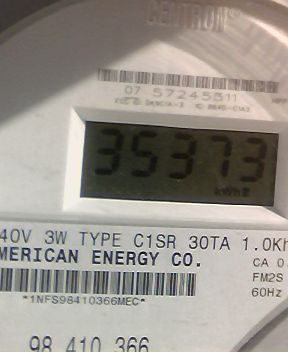 CENTRON®
07 57245811
35373
kWh
40V 3W TYPE C1SR 30TA 1.0Kh
MERICAN ENERGY CO.
CA 0.
FM2S
*1NFS98410366MEC*
60Hz
98 410 366